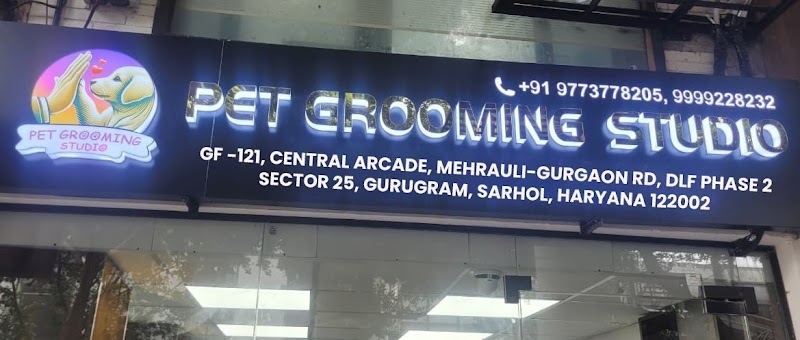 PET GROOMING
STUDIO
+91 9773778205, 9999228232
PET GROOMING STUDIO
GF -121, CENTRAL ARCADE, MEHRAULI-GURGAON RD, DLF PHASE 2
SECTOR 25, GURUGRAM, SARHOL, HARYANA 122002